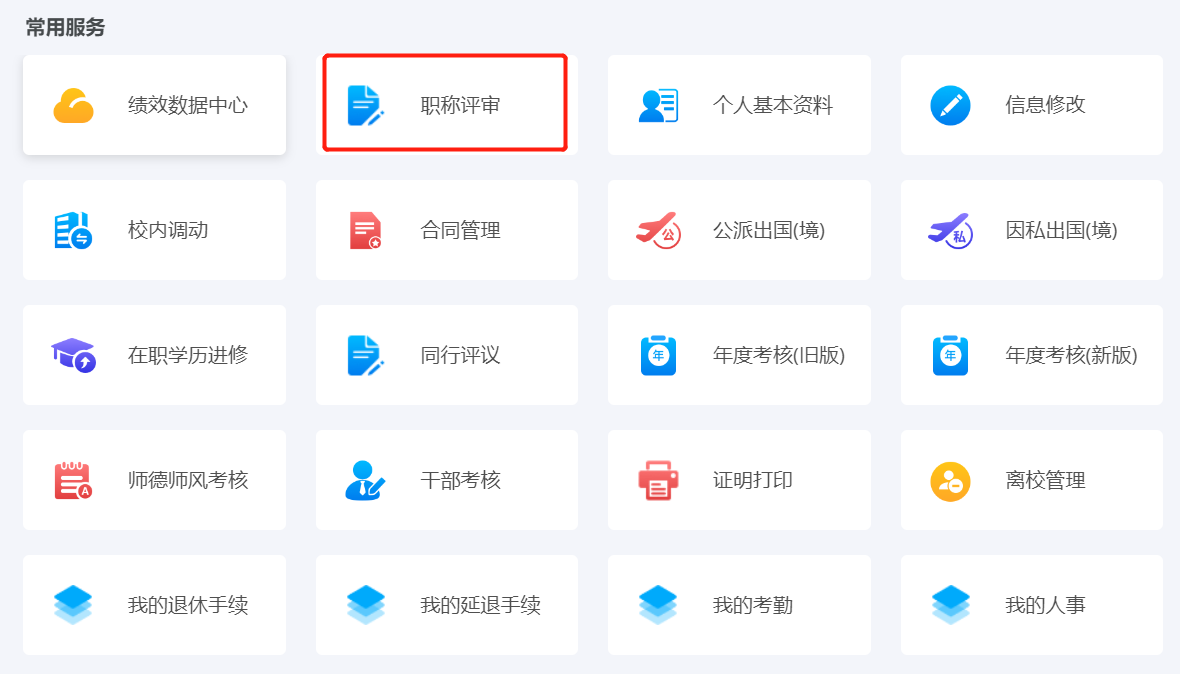 常用服务
绩效数据中心
职称评审
个人基本资料
信息修改
校内调动
合同管理
公
公派出国(境)
私
因私出国(境)
在职学历进修
同行评议
年
年度考核(旧版)
年
年度考核(新版)
A
师德师风考核
干部考核
证明打印
离校管理
我的退休手续
我的延退手续
我的考勤
我的人事